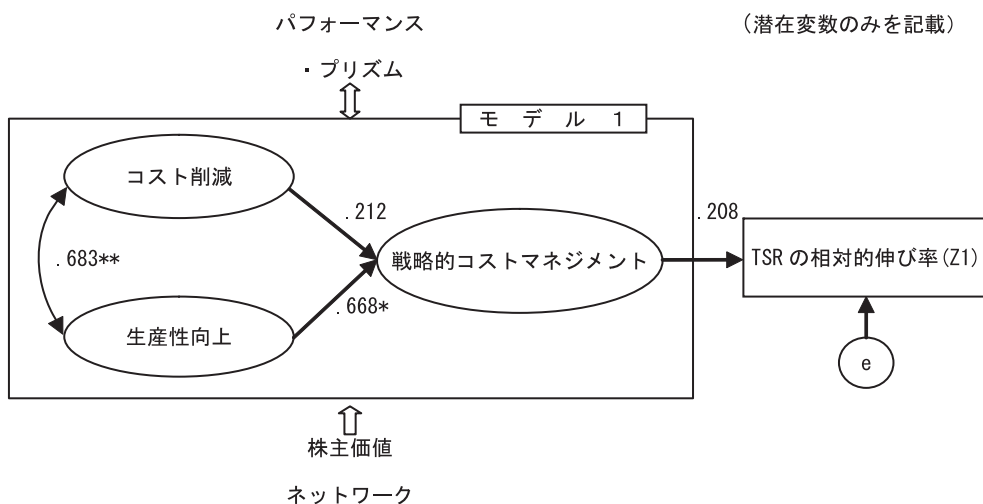 パフォーマンス
・プリズム
(潜在変数のみを記載)
モデル1
コスト削減
.212
.208
.683**
戦略的コストマネジメント
TSRの相対的伸び率(Z1)
.668*
生産性向上
e
株主価値
ネットワーク